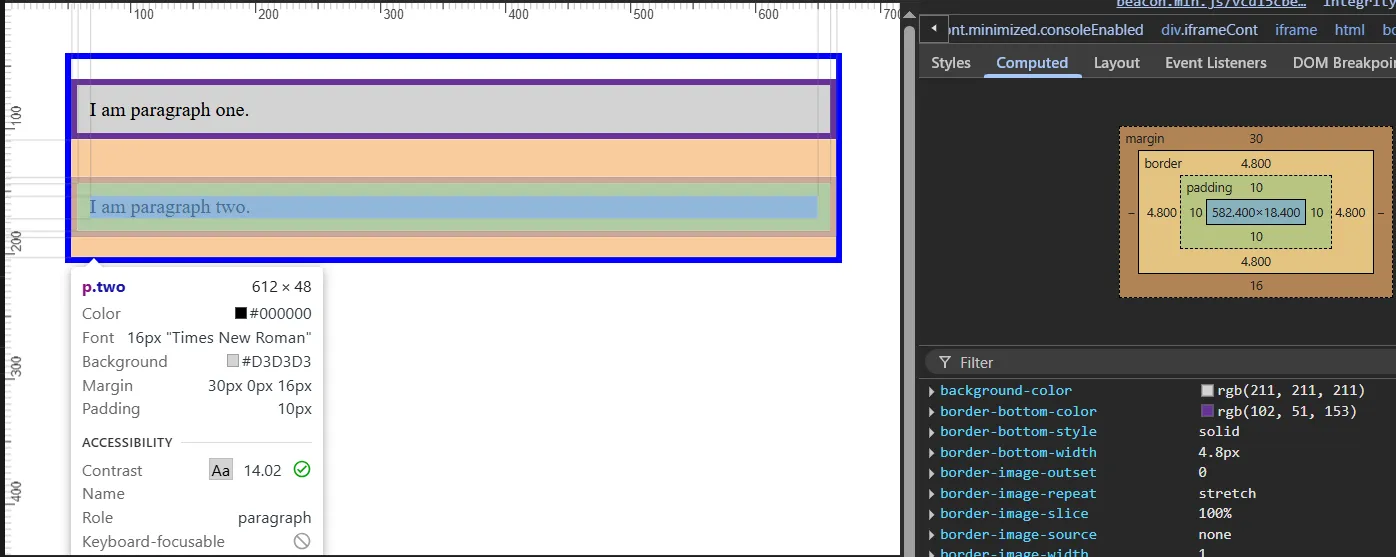 100 200 300 400 500 600 700
100
200
300
400
I am paragraph one.
I am paragraph two.
p.two 612 × 48
Color #000000
Font 16px "Times New Roman"
Background #D3D3D3
Margin 30px 0px 16px
Padding 10px
ACCESSIBILITY
Contrast Aa 14.02
Name
Role paragraph
Keyboard-focusable
beacon.min.js/vcd15cbe…
ont.minimized.consoleEnabled div.iframeCont iframe html
Styles Computed Layout Event Listeners DOM Breakpoi
margin 30
border 4.800
padding 10
– 4.800 10 582.400×18.400 10 4.800 –
10
4.800
16
Filter
background-color rgb(211, 211, 211)
border-bottom-color rgb(102, 51, 153)
border-bottom-style solid
border-bottom-width 4.8px
border-image-outset 0
border-image-repeat stretch
border-image-slice 100%
border-image-source none
border-image-width 1